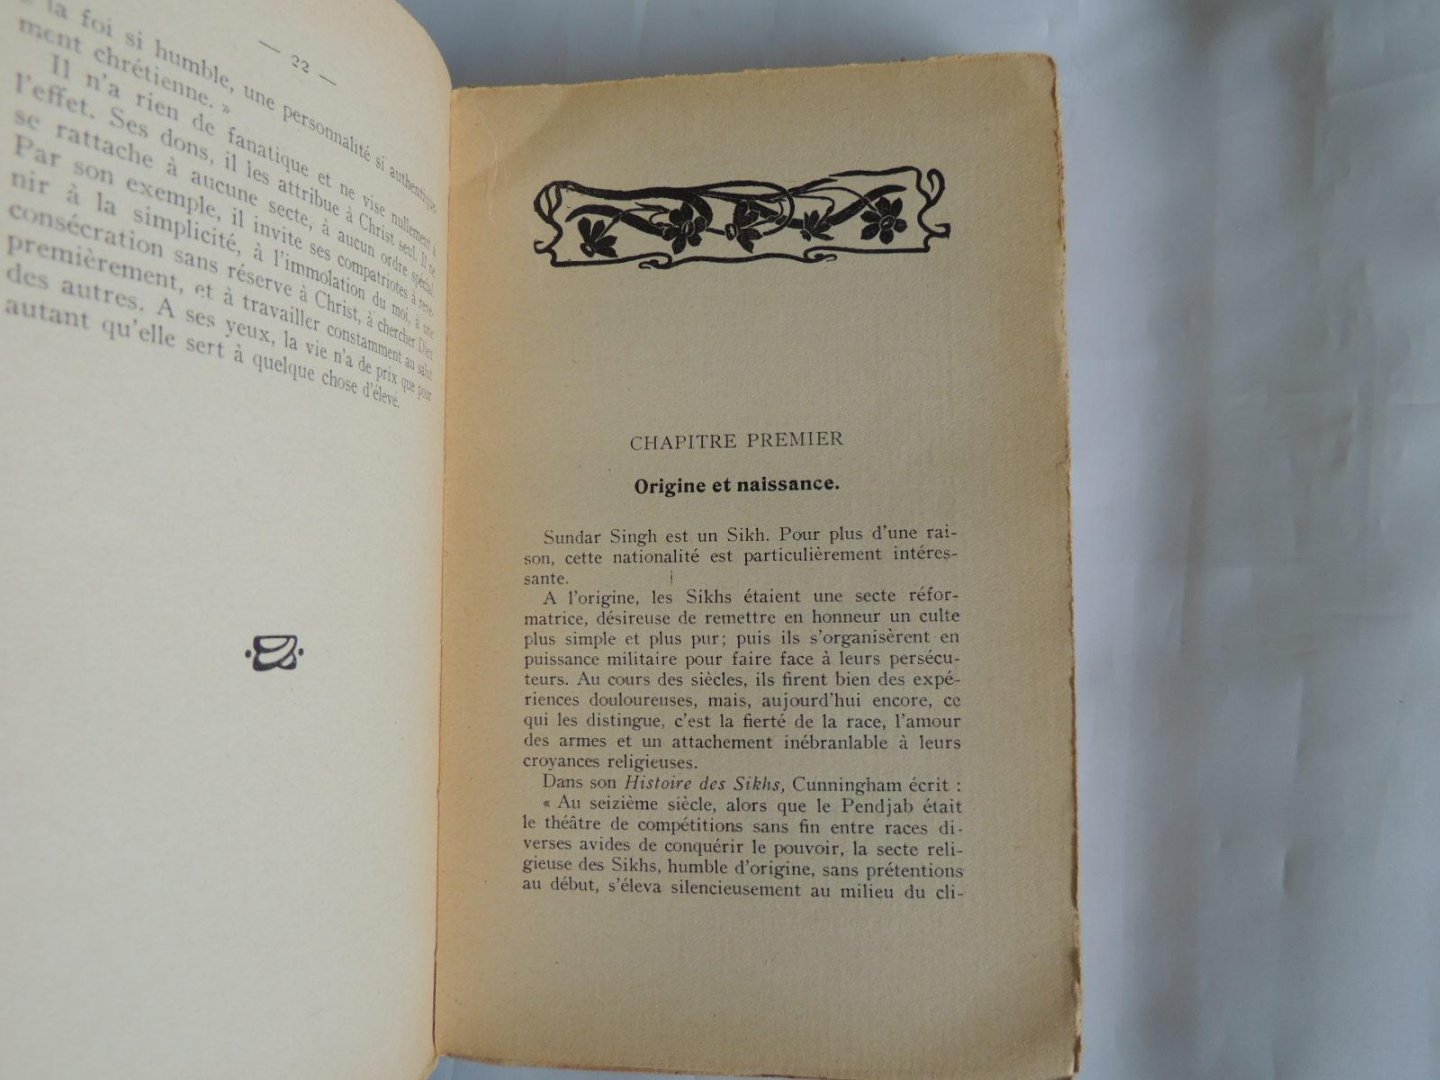 — 22 —
la foi si humble, une personnalité si authentique-
ment chrétienne. »
Il n'a rien de fanatique et ne vise nullement à
l'effet. Ses dons, il les attribue à Christ seul. Il ne
se rattache à aucune secte, à aucun ordre spécial.
Par son exemple, il invite ses compatriotes à reve-
nir à la simplicité, à l'immolation du moi, à une
consécration sans réserve à Christ, à chercher Dieu
premièrement, et à travailler constamment au salut
des autres. A ses yeux, la vie n'a de prix que pour
autant qu'elle sert à quelque chose d'élevé.
CHAPITRE PREMIER
Origine et naissance.
Sundar Singh est un Sikh. Pour plus d'une rai-
son, cette nationalité est particulièrement intéres-
sante.
A l'origine, les Sikhs étaient une secte réfor-
matrice, désireuse de remettre en honneur un culte
plus simple et plus pur; puis ils s'organisèrent en
puissance militaire pour faire face à leurs persécu-
teurs. Au cours des siècles, ils firent bien des expé-
riences douloureuses, mais, aujourd'hui encore, ce
qui les distingue, c'est la fierté de la race, l'amour
des armes et un attachement inébranlable à leurs
croyances religieuses.
Dans son Histoire des Sikhs, Cunningham écrit :
« Au seizième siècle, alors que le Pendjab était
le théâtre de compétitions sans fin entre races di-
verses avides de conquérir le pouvoir, la secte reli-
gieuse des Sikhs, humble d'origine, sans prétentions
au début, s'éleva silencieusement au milieu du cli-